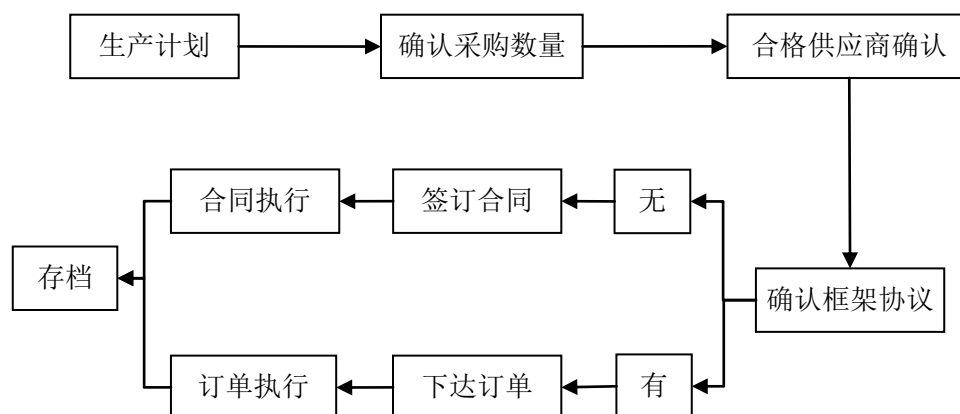 生产计划
确认采购数量
合格供应商确认
合同执行
签订合同
无
存档
确认框架协议
订单执行
下达订单
有